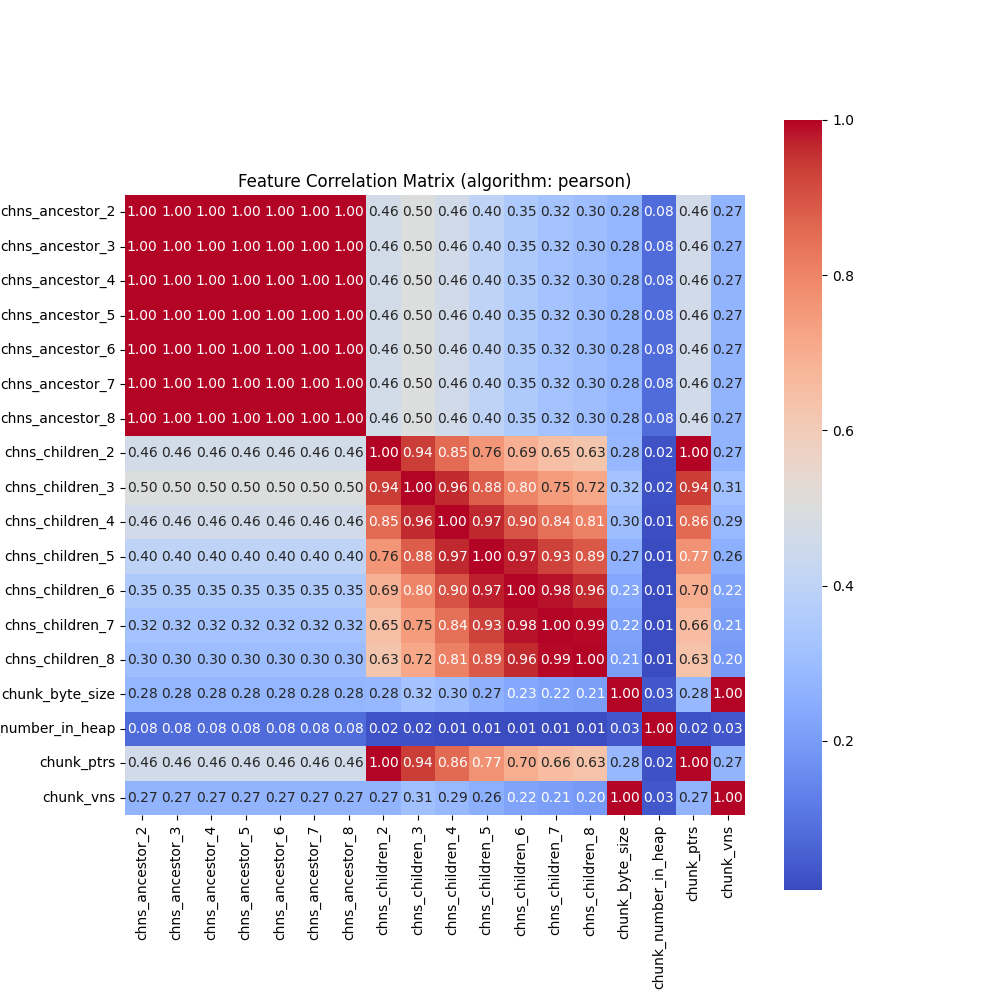 Feature Correlation Matrix (algorithm: pearson)
chns_ancestor_2 1.00 1.00 1.00 1.00 1.00 1.00 1.00 0.46 0.50 0.46 0.40 0.35 0.32 0.30 0.28 0.08 0.46 0.27
chns_ancestor_3 1.00 1.00 1.00 1.00 1.00 1.00 1.00 0.46 0.50 0.46 0.40 0.35 0.32 0.30 0.28 0.08 0.46 0.27
chns_ancestor_4 1.00 1.00 1.00 1.00 1.00 1.00 1.00 0.46 0.50 0.46 0.40 0.35 0.32 0.30 0.28 0.08 0.46 0.27
chns_ancestor_5 1.00 1.00 1.00 1.00 1.00 1.00 1.00 0.46 0.50 0.46 0.40 0.35 0.32 0.30 0.28 0.08 0.46 0.27
chns_ancestor_6 1.00 1.00 1.00 1.00 1.00 1.00 1.00 0.46 0.50 0.46 0.40 0.35 0.32 0.30 0.28 0.08 0.46 0.27
chns_ancestor_7 1.00 1.00 1.00 1.00 1.00 1.00 1.00 0.46 0.50 0.46 0.40 0.35 0.32 0.30 0.28 0.08 0.46 0.27
chns_ancestor_8 1.00 1.00 1.00 1.00 1.00 1.00 1.00 0.46 0.50 0.46 0.40 0.35 0.32 0.30 0.28 0.08 0.46 0.27
chns_children_2 0.46 0.46 0.46 0.46 0.46 0.46 0.46 1.00 0.94 0.85 0.76 0.69 0.65 0.63 0.28 0.02 1.00 0.27
chns_children_3 0.50 0.50 0.50 0.50 0.50 0.50 0.50 0.94 1.00 0.96 0.88 0.80 0.75 0.72 0.32 0.02 0.94 0.31
chns_children_4 0.46 0.46 0.46 0.46 0.46 0.46 0.46 0.85 0.96 1.00 0.97 0.90 0.84 0.81 0.30 0.01 0.86 0.29
chns_children_5 0.40 0.40 0.40 0.40 0.40 0.40 0.40 0.76 0.88 0.97 1.00 0.97 0.93 0.89 0.27 0.01 0.77 0.26
chns_children_6 0.35 0.35 0.35 0.35 0.35 0.35 0.35 0.69 0.80 0.90 0.97 1.00 0.98 0.96 0.23 0.01 0.70 0.22
chns_children_7 0.32 0.32 0.32 0.32 0.32 0.32 0.32 0.65 0.75 0.84 0.93 0.98 1.00 0.99 0.22 0.01 0.66 0.21
chns_children_8 0.30 0.30 0.30 0.30 0.30 0.30 0.30 0.63 0.72 0.81 0.89 0.96 0.99 1.00 0.21 0.01 0.63 0.20
chunk_byte_size 0.28 0.28 0.28 0.28 0.28 0.28 0.28 0.28 0.32 0.30 0.27 0.23 0.22 0.21 1.00 0.03 0.28 1.00
number_in_heap 0.08 0.08 0.08 0.08 0.08 0.08 0.08 0.02 0.02 0.01 0.01 0.01 0.01 0.01 0.03 1.00 0.02 0.03
chunk_ptrs 0.46 0.46 0.46 0.46 0.46 0.46 0.46 1.00 0.94 0.86 0.77 0.70 0.66 0.63 0.28 0.02 1.00 0.27
chunk_vns 0.27 0.27 0.27 0.27 0.27 0.27 0.27 0.27 0.31 0.29 0.26 0.22 0.21 0.20 1.00 0.03 0.27 1.00
chns_ancestor_2
chns_ancestor_3
chns_ancestor_4
chns_ancestor_5
chns_ancestor_6
chns_ancestor_7
chns_ancestor_8
chns_children_2
chns_children_3
chns_children_4
chns_children_5
chns_children_6
chns_children_7
chns_children_8
chunk_byte_size
chunk_number_in_heap
chunk_ptrs
chunk_vns
1.0
0.8
0.6
0.4
0.2